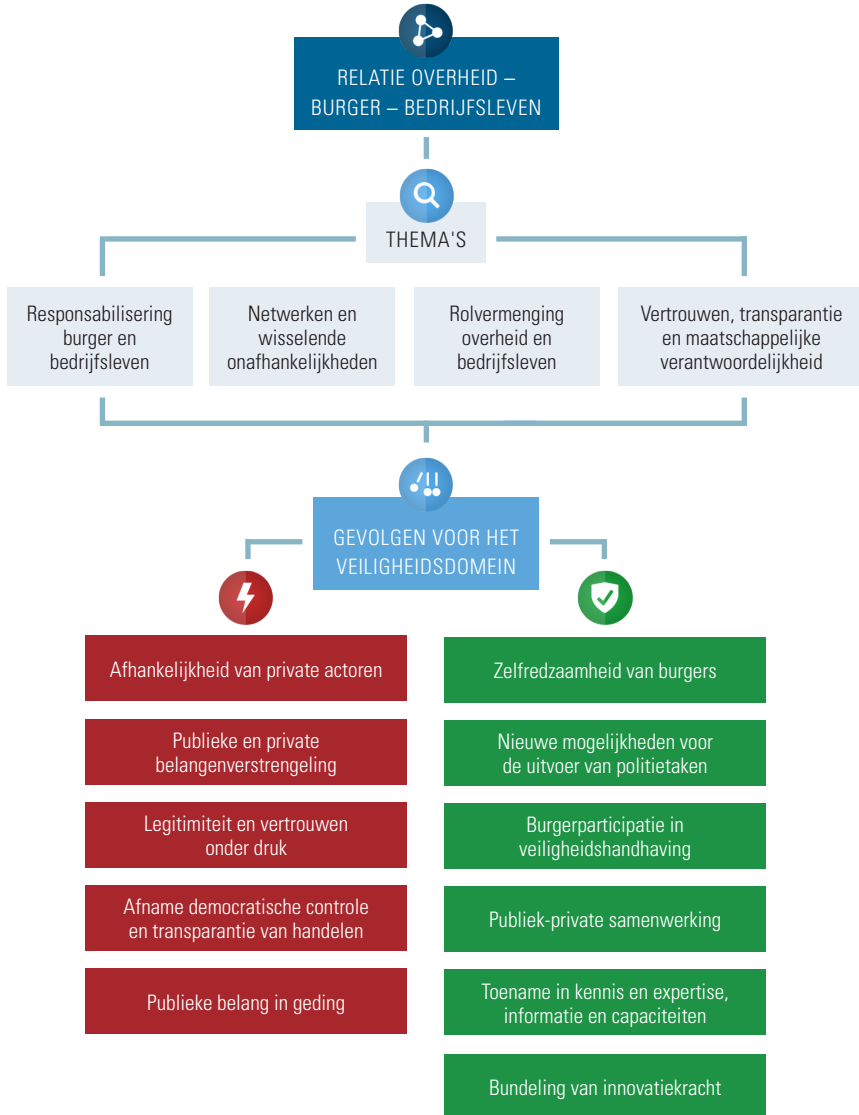 RELATIE OVERHEID –
BURGER – BEDRIJFSLEVEN
THEMA'S
Responsabilisering
burger en
bedrijfsleven
Netwerken en
wisselende
onafhankelijkheden
Rolvermenging
overheid en
bedrijfsleven
Vertrouwen, transparantie
en maatschappelijke
verantwoordelijkheid
GEVOLGEN VOOR HET
VEILIGHEIDSDOMEIN
Afhankelijkheid van private actoren
Publieke en private
belangenverstrengeling
Legitimiteit en vertrouwen
onder druk
Afname democratische controle
en transparantie van handelen
Publieke belang in geding
Zelfredzaamheid van burgers
Nieuwe mogelijkheden voor
de uitvoer van politietaken
Burgerparticipatie in
veiligheidshandhaving
Publiek-private samenwerking
Toename in kennis en expertise,
informatie en capaciteiten
Bundeling van innovatiekracht